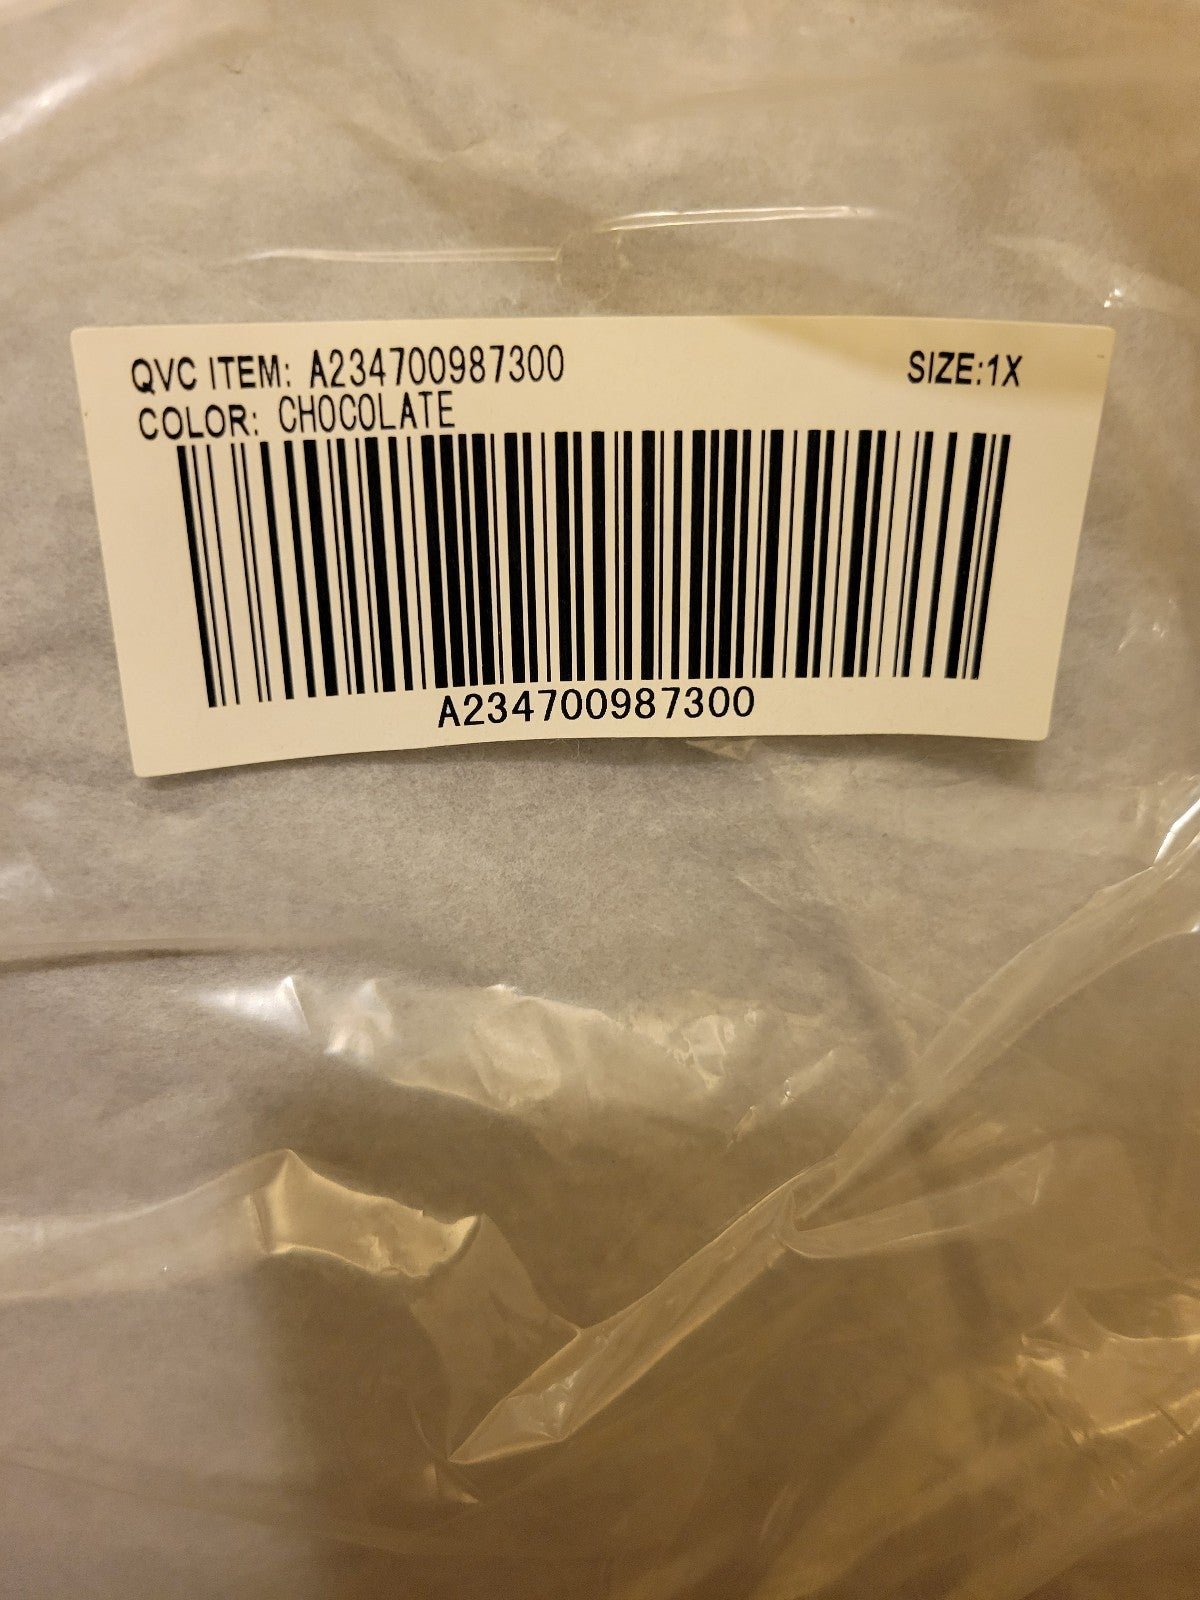 QVC ITEM: A234700987300
SIZE:1X
COLOR: CHOCOLATE
A234700987300